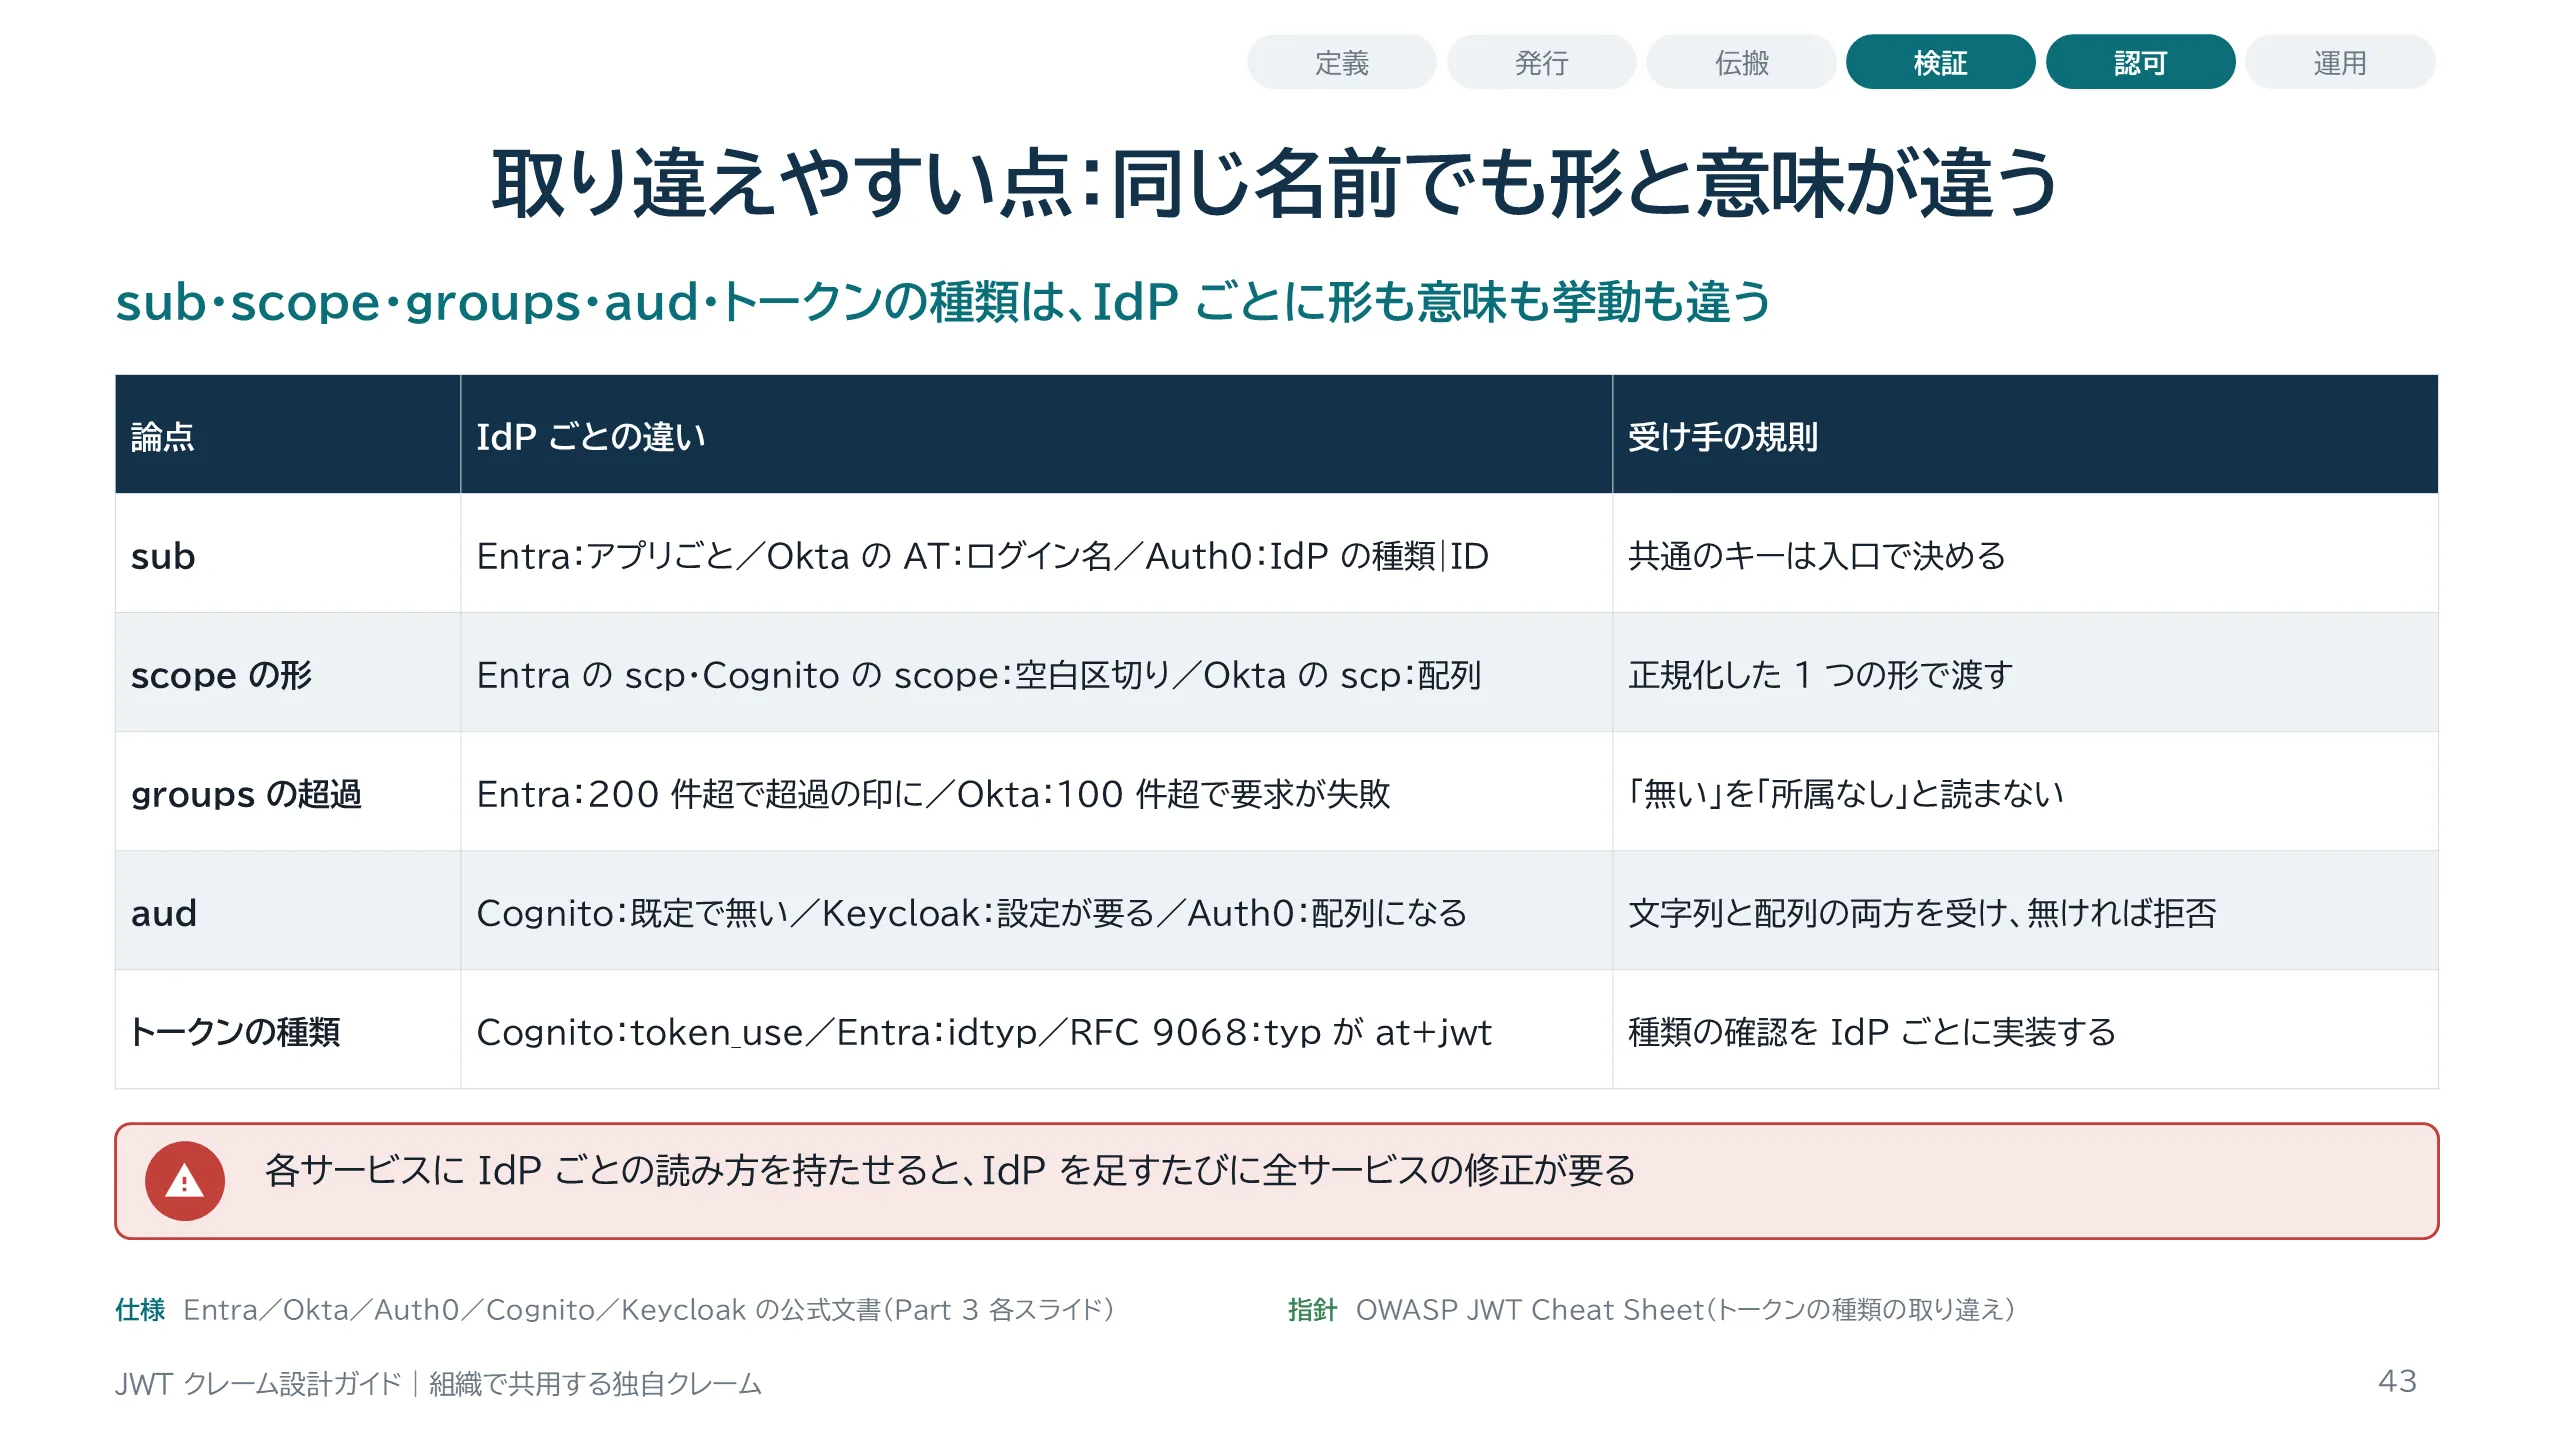 定義 発行 伝搬 検証 認可 運用
取り違えやすい点：同じ名前でも形と意味が違う
sub・scope・groups・aud・トークンの種類は、IdP ごとに形も意味も挙動も違う
論点 IdP ごとの違い 受け手の規則
sub Entra：アプリごと／Okta の AT：ログイン名／Auth0：IdP の種類|ID 共通のキーは入口で決める
scope の形 Entra の scp・Cognito の scope：空白区切り／Okta の scp：配列 正規化した 1 つの形で渡す
groups の超過 Entra：200 件超で超過の印に／Okta：100 件超で要求が失敗 「無い」を「所属なし」と読まない
aud Cognito：既定で無い／Keycloak：設定が要る／Auth0：配列になる 文字列と配列の両方を受け、無ければ拒否
トークンの種類 Cognito：token_use／Entra：idtyp／RFC 9068：typ が at+jwt 種類の確認を IdP ごとに実装する
各サービスに IdP ごとの読み方を持たせると、IdP を足すたびに全サービスの修正が要る
仕様 Entra／Okta／Auth0／Cognito／Keycloak の公式文書（Part 3 各スライド） 指針 OWASP JWT Cheat Sheet（トークンの種類の取り違え）
JWT クレーム設計ガイド｜組織で共用する独自クレーム 43